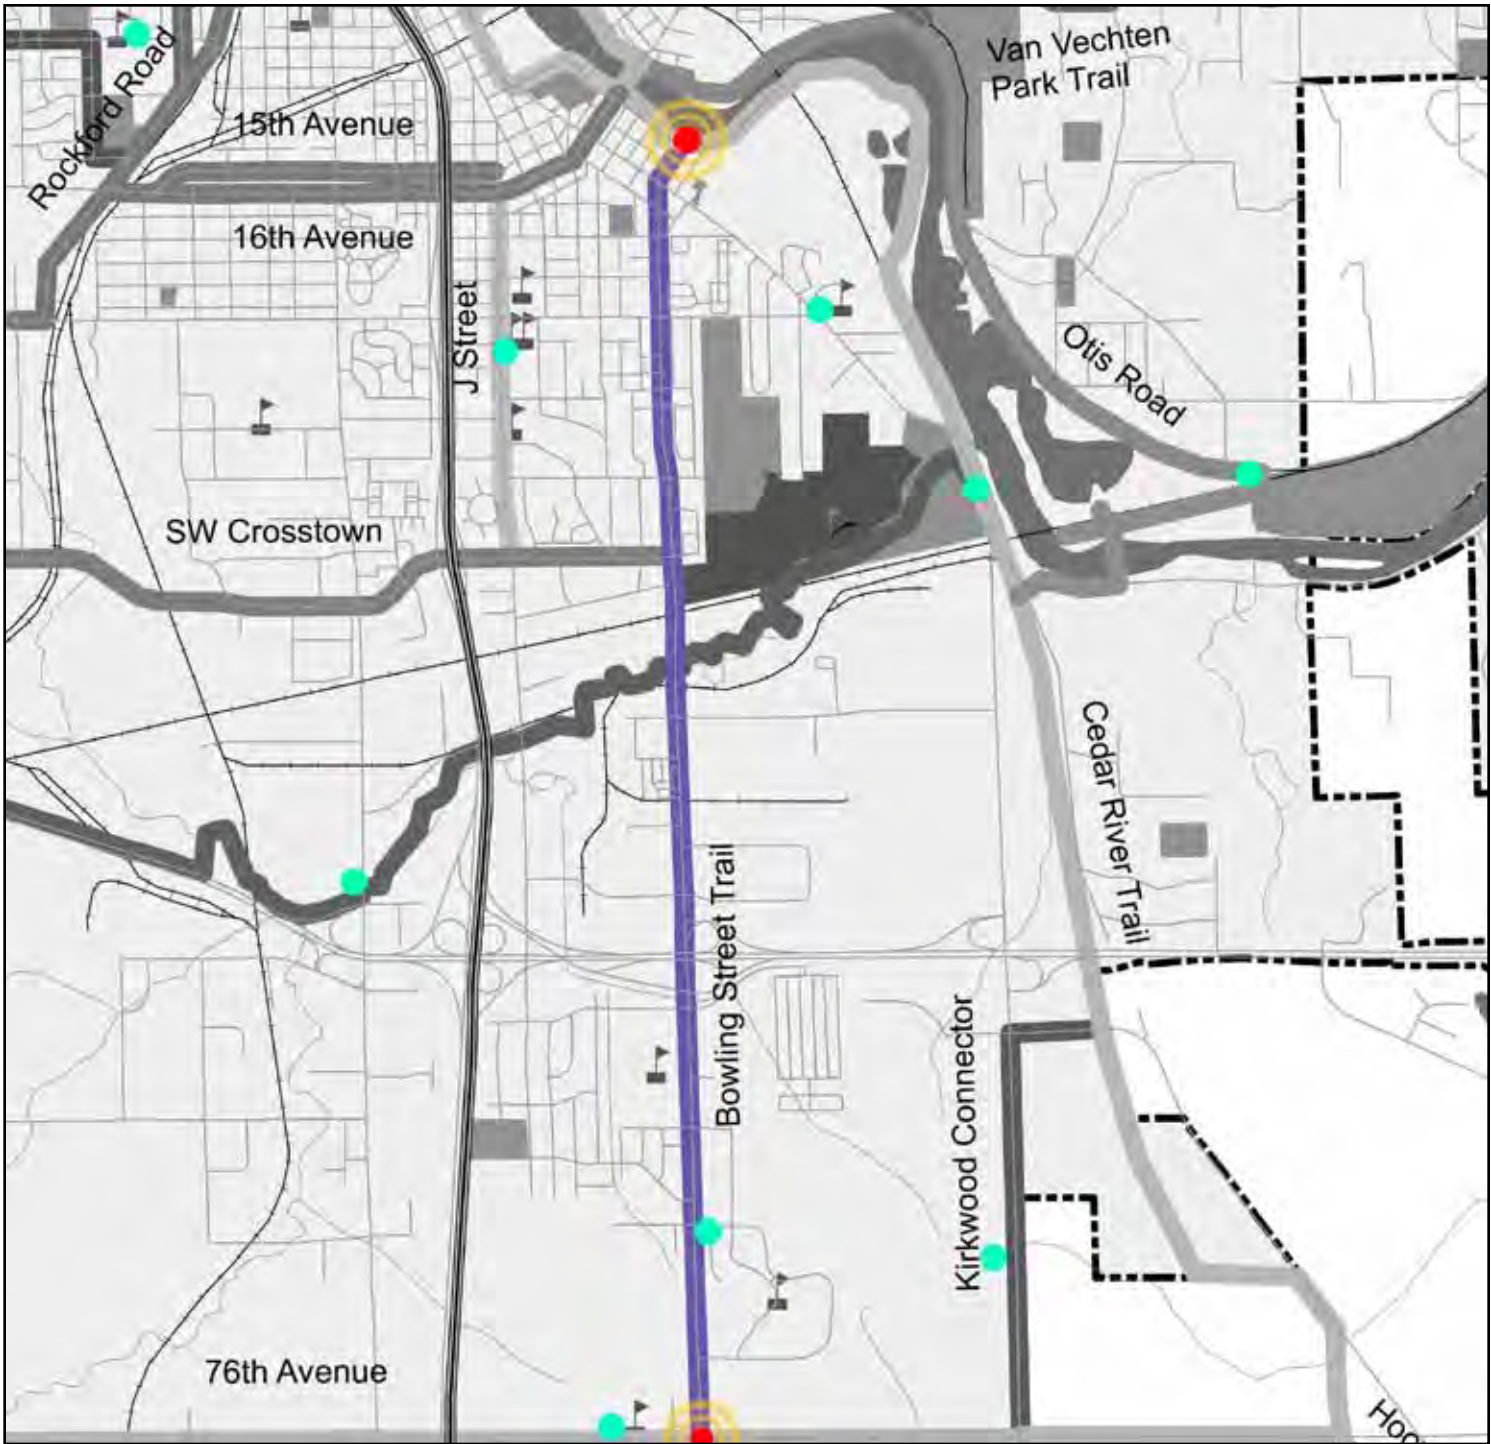 Van Vechten
Park Trail
Rockford Road
15th Avenue
16th Avenue
J Street
Otis Road
SW Crosstown
Cedar River Trail
Bowling Street Trail
Kirkwood Connector
76th Avenue
Hoo